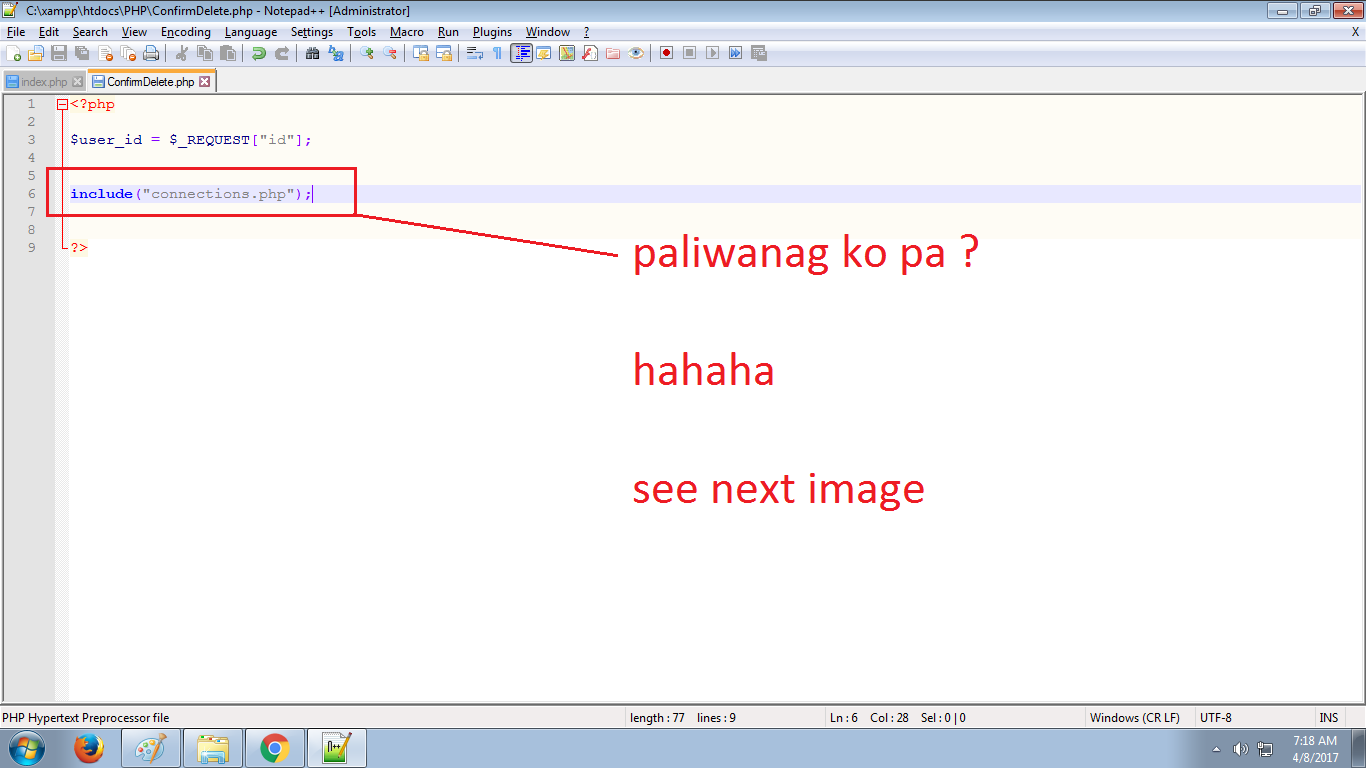 C:\xampp\htdocs\PHP\ConfirmDelete.php - Notepad++ [Administrator]
File Edit Search View Encoding Language Settings Tools Macro Run Plugins Window ? X
index.php ConfirmDelete.php
1 <?php
2
3 $user_id = $_REQUEST["id"];
4
5
6 include("connections.php");
7
8
9 ?>
paliwanag ko pa ?
hahaha
see next image
PHP Hypertext Preprocessor file length : 77 lines : 9 Ln : 6 Col : 28 Sel : 0 | 0 Windows (CR LF) UTF-8 INS
7:18 AM
4/8/2017